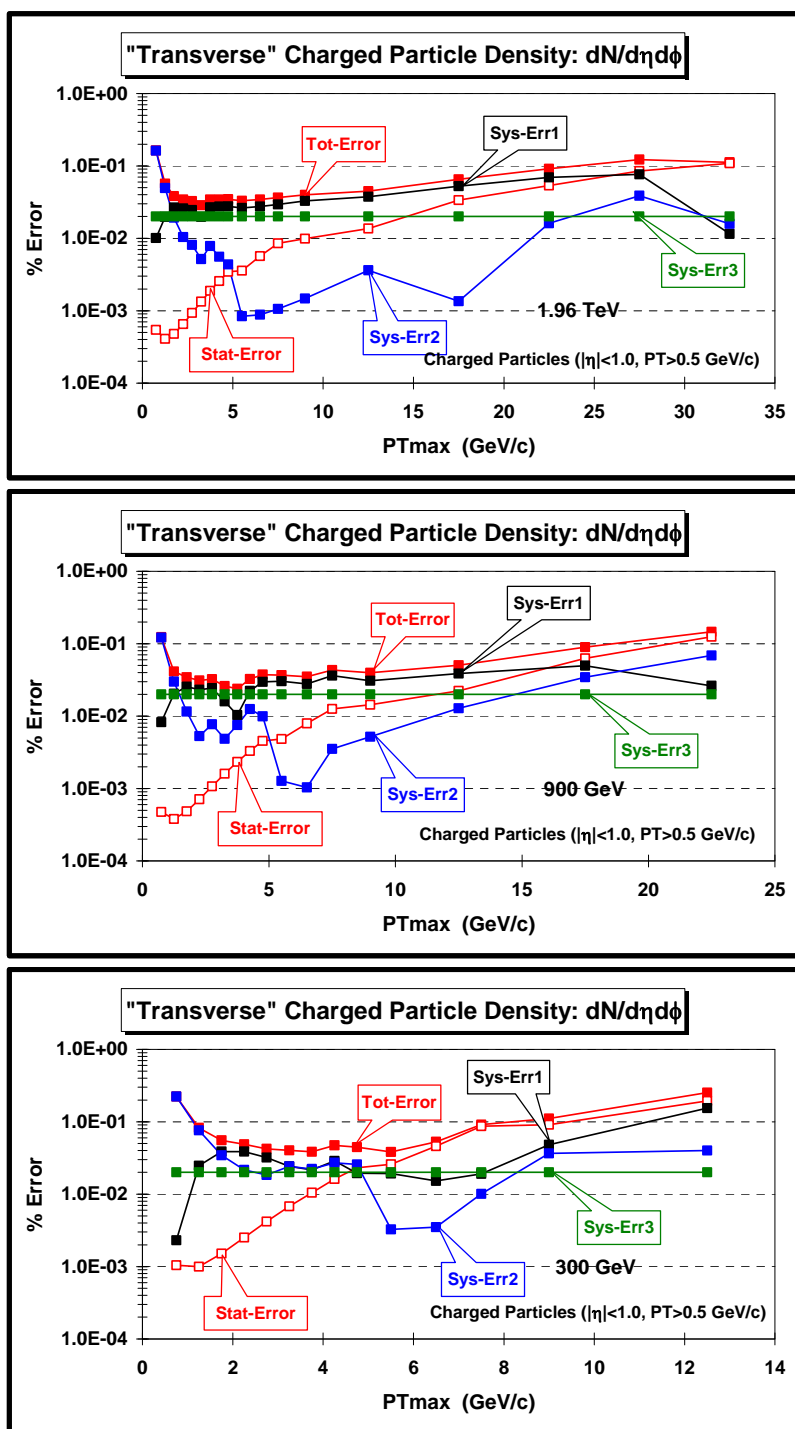 "Transverse" Charged Particle Density: dN/dηdϕ
1.0E+00
1.0E-01
1.0E-02
1.0E-03
1.0E-04
% Error
Tot-Error
Sys-Err1
Sys-Err3
Sys-Err2
1.96 TeV
Stat-Error
Charged Particles (|η|<1.0, PT>0.5 GeV/c)
0 5 10 15 20 25 30 35
PTmax (GeV/c)
"Transverse" Charged Particle Density: dN/dηdϕ
1.0E+00
1.0E-01
1.0E-02
1.0E-03
1.0E-04
% Error
Sys-Err1
Tot-Error
Sys-Err3
Sys-Err2
900 GeV
Stat-Error
Charged Particles (|η|<1.0, PT>0.5 GeV/c)
0 5 10 15 20 25
PTmax (GeV/c)
"Transverse" Charged Particle Density: dN/dηdϕ
1.0E+00
1.0E-01
1.0E-02
1.0E-03
1.0E-04
% Error
Sys-Err1
Tot-Error
Sys-Err3
Sys-Err2
300 GeV
Stat-Error
Charged Particles (|η|<1.0, PT>0.5 GeV/c)
0 2 4 6 8 10 12 14
PTmax (GeV/c)